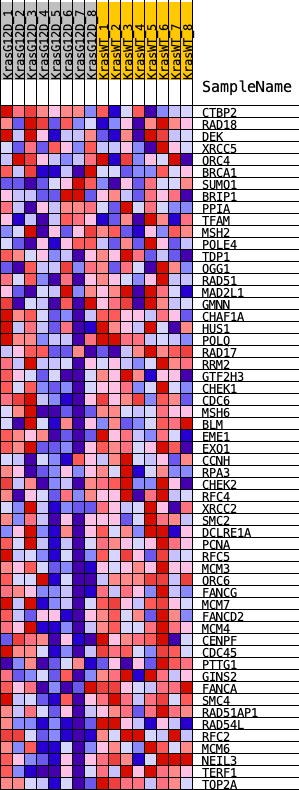 KrasG12D_1
KrasG12D_2
KrasG12D_3
KrasG12D_4
KrasG12D_5
KrasG12D_6
KrasG12D_7
KrasG12D_8
KrasWT_1
KrasWT_2
KrasWT_3
KrasWT_4
KrasWT_5
KrasWT_6
KrasWT_7
KrasWT_8
SampleName
CTBP2
RAD18
DEK
XRCC5
ORC4
BRCA1
SUMO1
BRIP1
PPIA
TFAM
MSH2
POLE4
TDP1
OGG1
RAD51
MAD2L1
GMNN
CHAF1A
HUS1
POLQ
RAD17
RRM2
GTF2H3
CHEK1
CDC6
MSH6
BLM
EME1
EXO1
CCNH
RPA3
CHEK2
RFC4
XRCC2
SMC2
DCLRE1A
PCNA
RFC5
MCM3
ORC6
FANCG
MCM7
FANCD2
MCM4
CENPF
CDC45
PTTG1
GINS2
FANCA
SMC4
RAD51AP1
RAD54L
RFC2
MCM6
NEIL3
TERF1
TOP2A